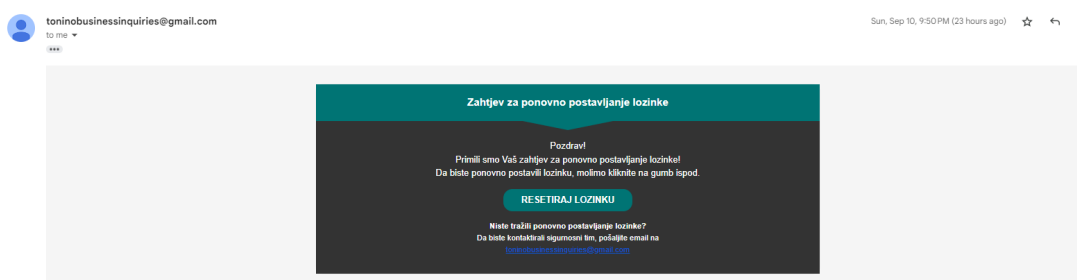 toninobusinessinquiries@gmail.com
Sun, Sep 10, 9:50 PM (23 hours ago)
to me
Zahtjev za ponovno postavljanje lozinke
Pozdrav!
Primili smo Vaš zahtjev za ponovno postavljanje lozinke!
Da biste ponovno postavili lozinku, molimo kliknite na gumb ispod.
RESETIRAJ LOZINKU
Niste tražili ponovno postavljanje lozinke?
Da biste kontaktirali sigurnosni tim, pošaljite email na
toninobusinessinquiries@gmail.com